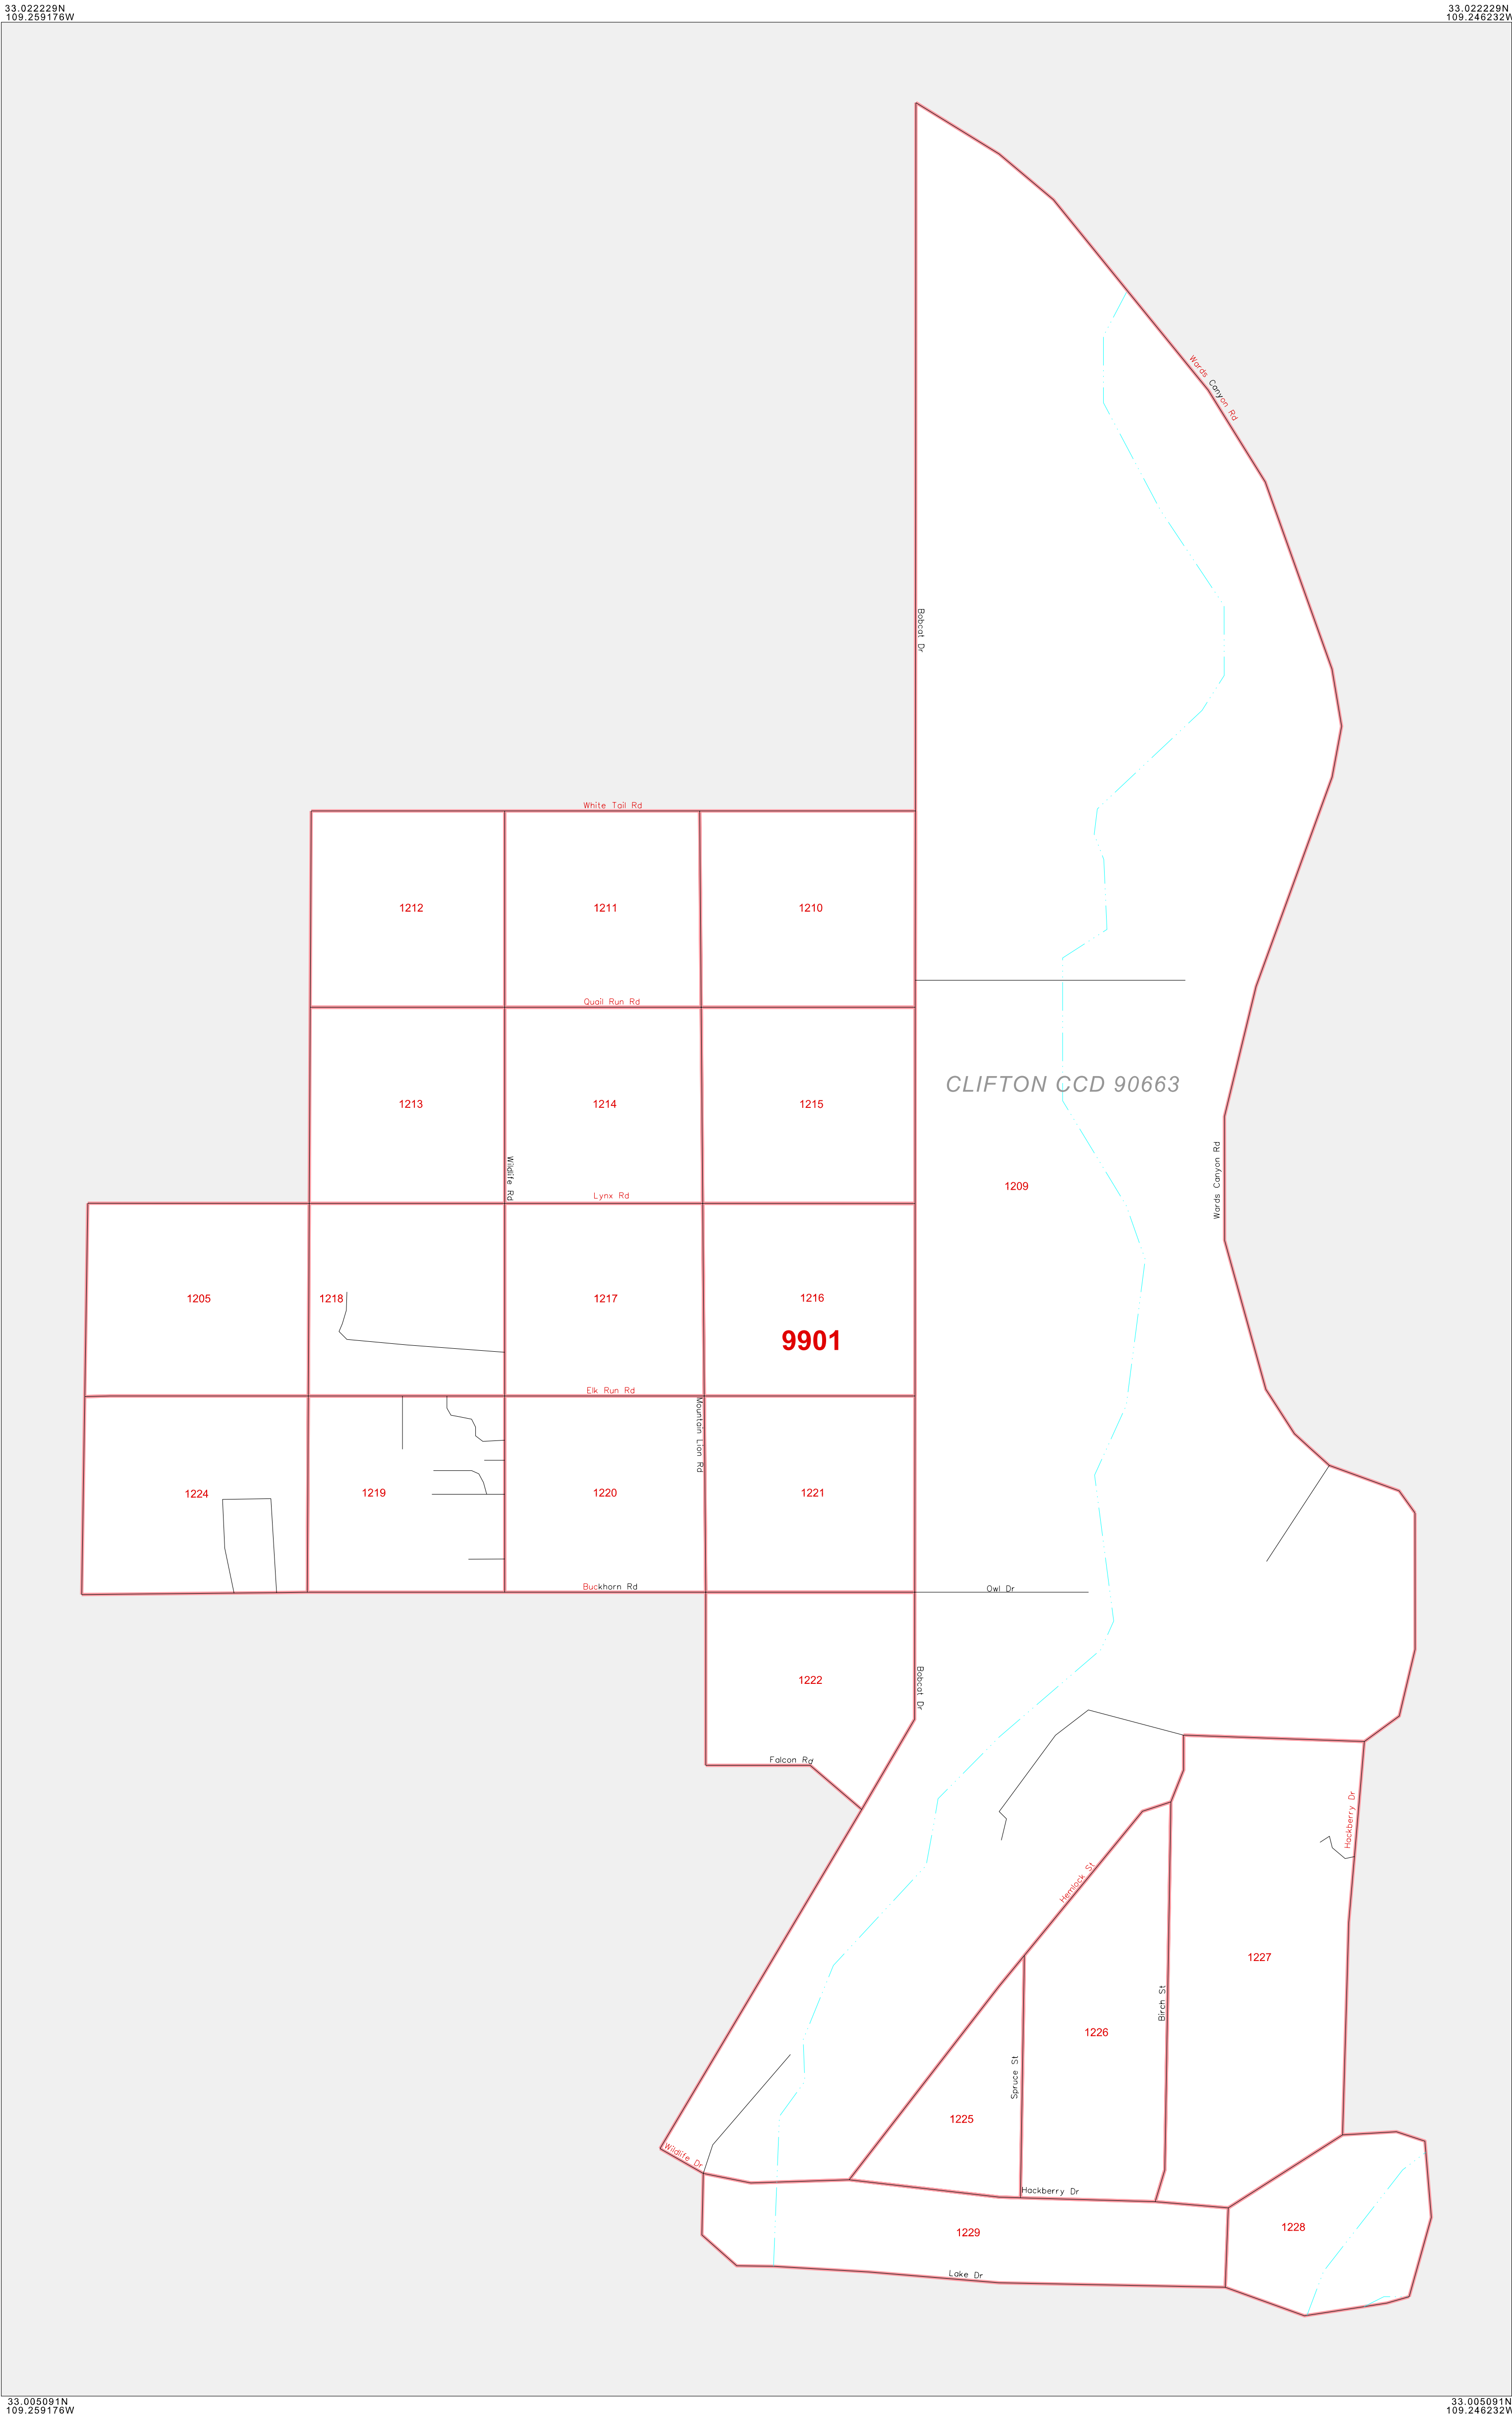 33.022229N
109.259176W
33.022229N
109.246232W
Wards Canyon Rd
Bobcat Dr
White Tail Rd
1212
1211
1210
Quail Run Rd
CLIFTON CCD 90663
1213
1214
1215
Wildlife Rd
Wards Canyon Rd
Lynx Rd
1209
1205
1218
1217
1216
9901
Elk Run Rd
Mountain Lion Rd
1224
1219
1220
1221
Buckhorn Rd
Owl Dr
1222
Bobcat Dr
Falcon Rd
Hackberry Dr
Hemlock St
1227
Birch St
1226
Spruce St
1225
Wildlife Dr
Hackberry Dr
1229
1228
Lake Dr
33.005091N
109.259176W
33.005091N
109.246232W